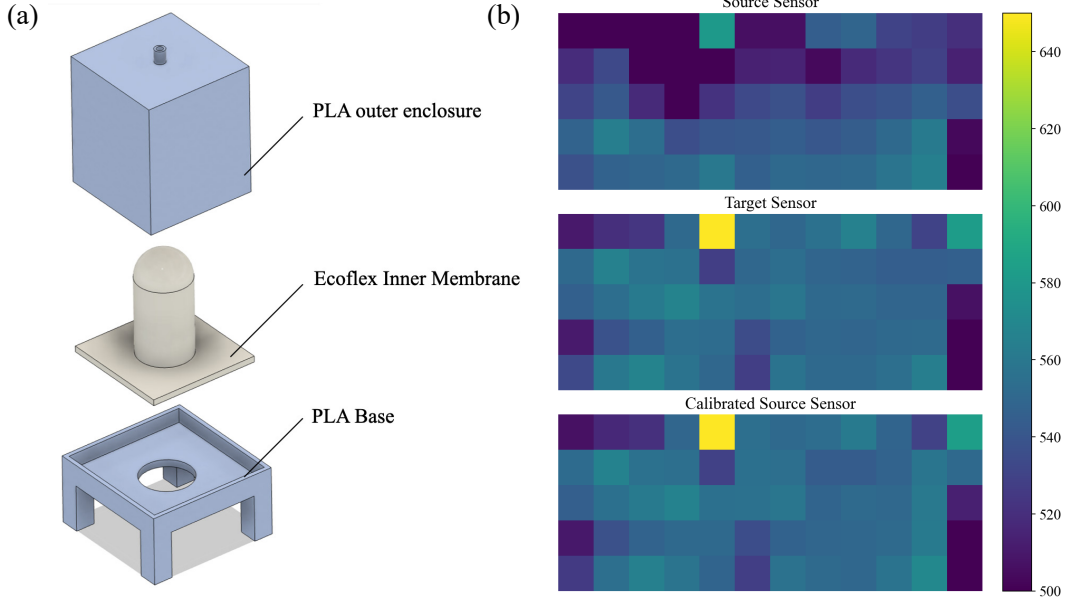 (a)
PLA outer enclosure
Ecoflex Inner Membrane
PLA Base
(b)
Source Sensor
Target Sensor
Calibrated Source Sensor
640
620
600
580
560
540
520
500